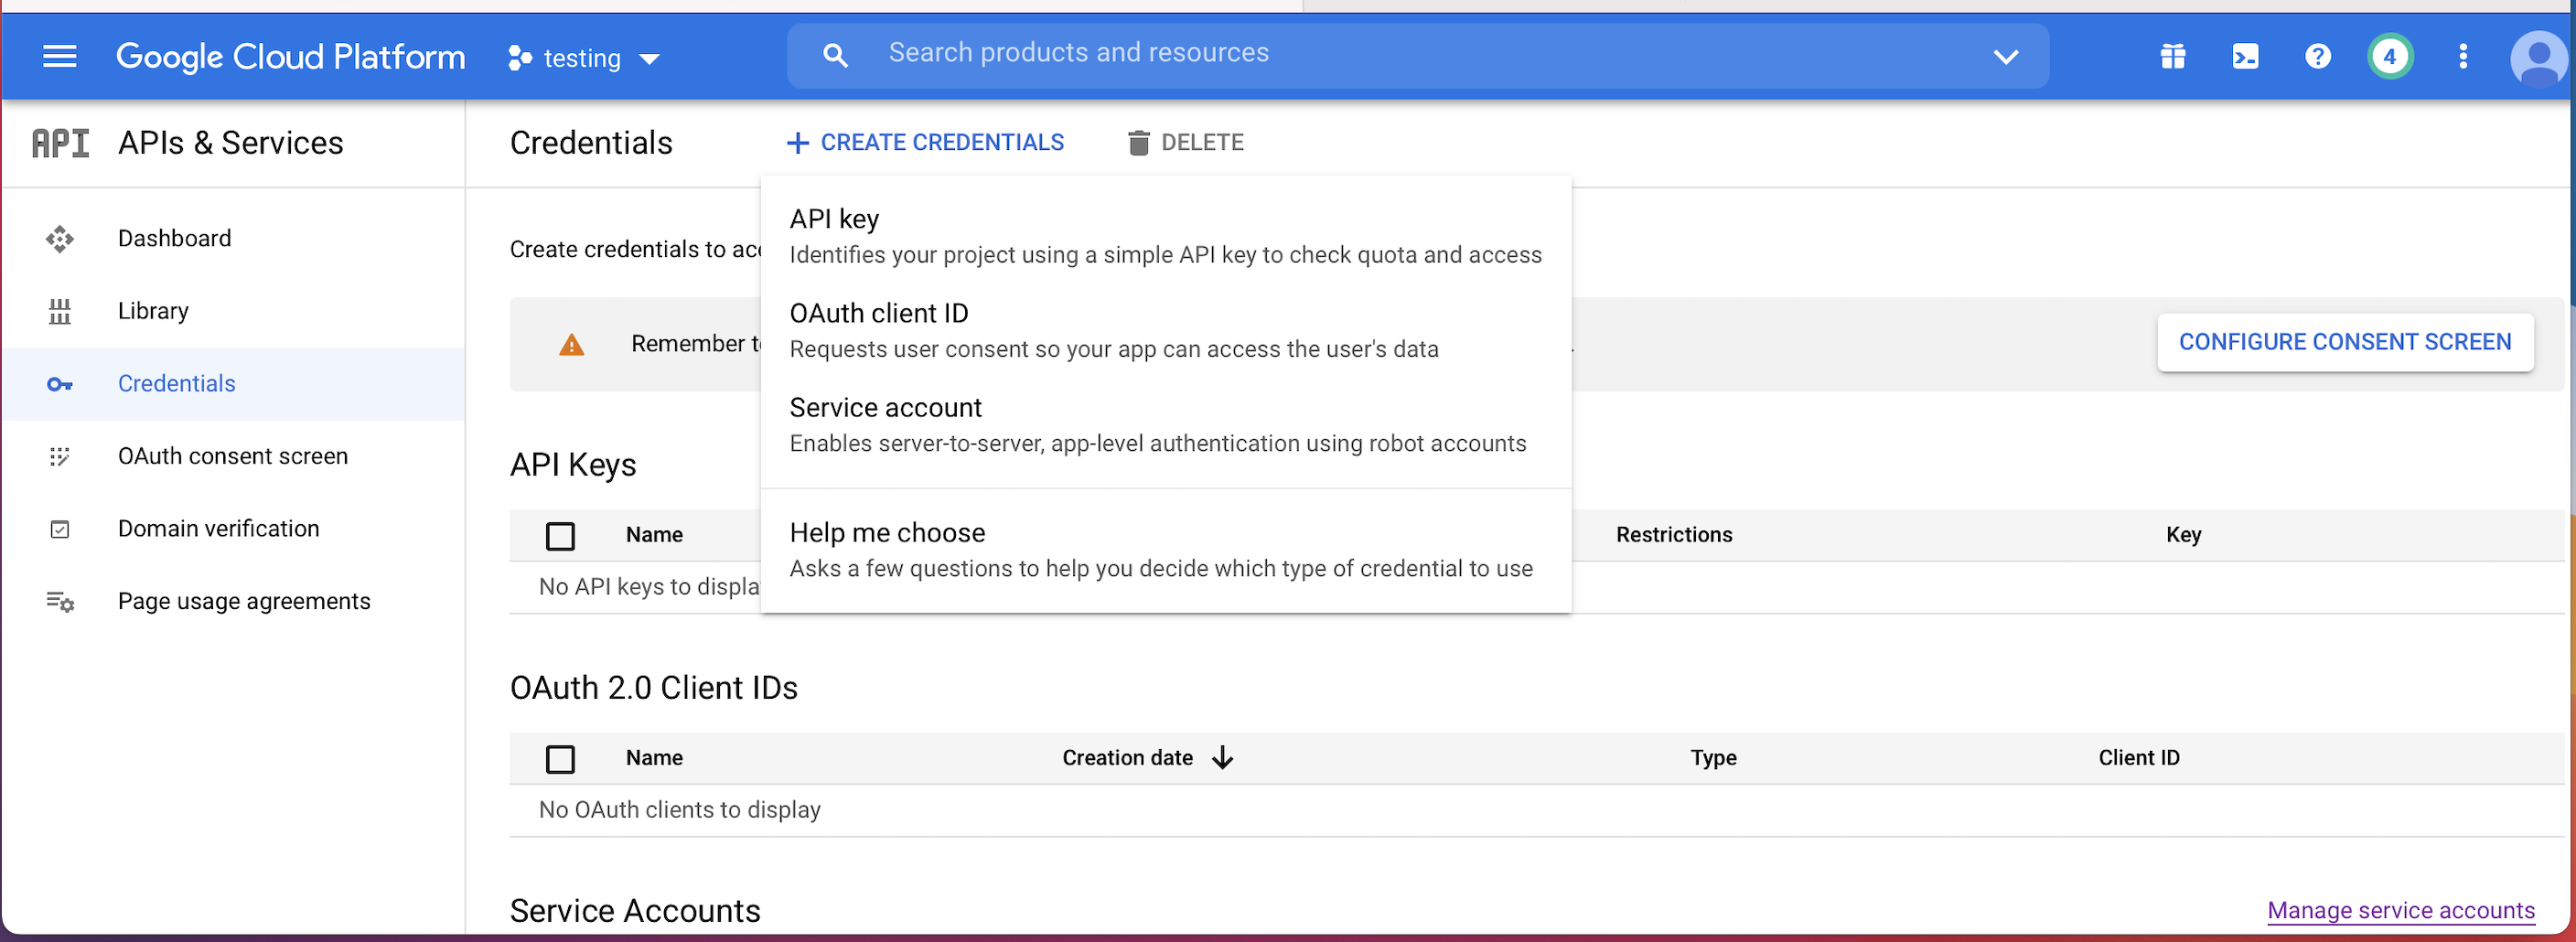 Google Cloud Platform
testing
Search products and resources
4
API
APIs & Services
Credentials
CREATE CREDENTIALS
DELETE
Dashboard
Library
Credentials
OAuth consent screen
Domain verification
Page usage agreements
Create credentials to
API key
Identifies your project using a simple API key to check quota and access
OAuth client ID
Requests user consent so your app can access the user's data
Service account
Enables server-to-server, app-level authentication using robot accounts
Help me choose
Asks a few questions to help you decide which type of credential to use
Remember
CONFIGURE CONSENT SCREEN
API Keys
Name
Restrictions
Key
No API keys to
OAuth 2.0 Client IDs
Name
Creation date
Type
Client ID
No OAuth clients to display
Service Accounts
Manage service accounts